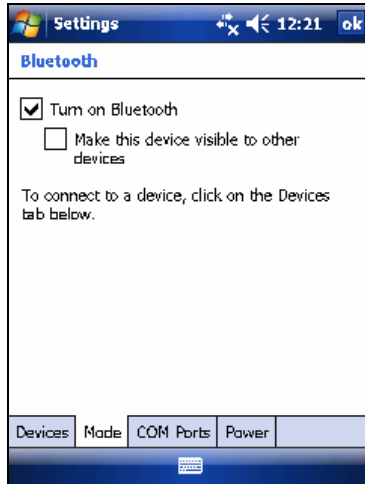 Settings 12:21 ok
Bluetooth
Turn on Bluetooth
Make this device visible to other
devices
To connect to a device, click on the Devices
tab below.
Devices Mode COM Ports Power